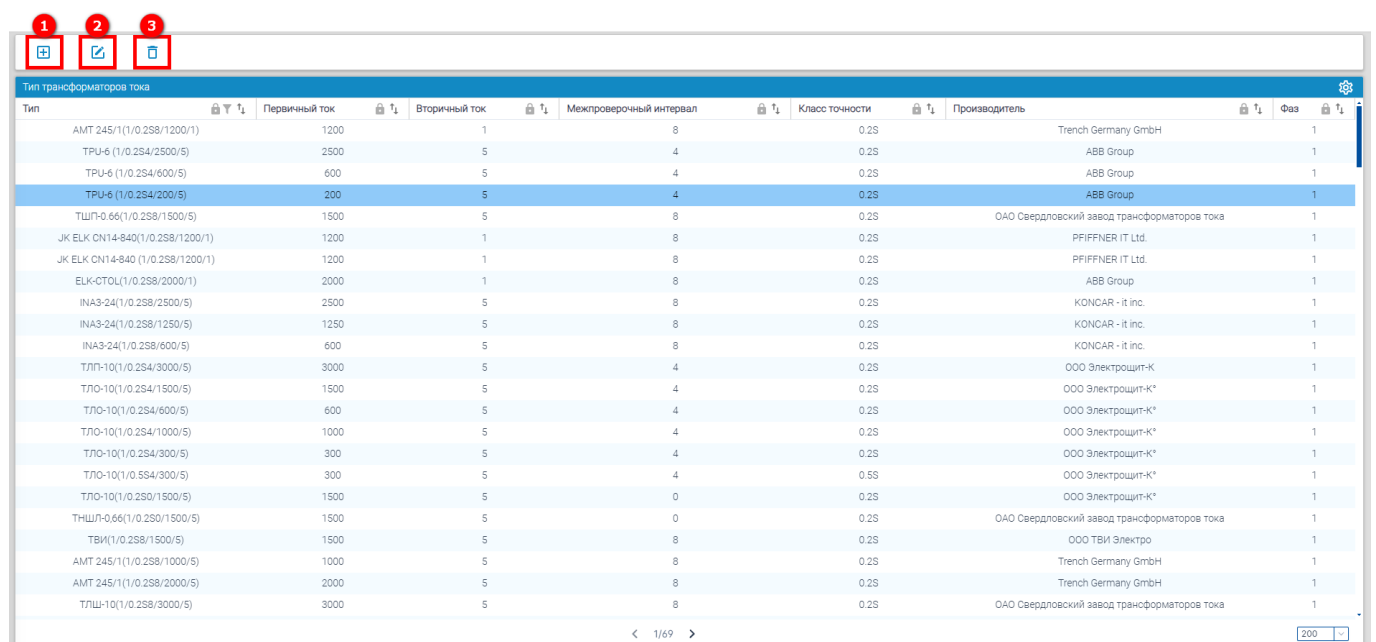 1 2 3
Тип трансформаторов тока
Тип Первичный ток Вторичный ток Межпроверочный интервал Класс точности Производитель Фаз
AMT 245/1(1/0.2S8/1200/1) 1200 1 8 0.2S Trench Germany GmbH 1
TPU-6 (1/0.2S4/2500/5) 2500 5 4 0.2S ABB Group 1
TPU-6 (1/0.2S4/600/5) 600 5 4 0.2S ABB Group 1
TPU-6 (1/0.2S4/200/5) 200 5 4 0.2S ABB Group 1
ТШП-0.66(1/0.2S8/1500/5) 1500 5 8 0.2S ОАО Свердловский завод трансформаторов тока 1
JK ELK CN14-840(1/0.2S8/1200/1) 1200 1 8 0.2S PFIFFNER IT Ltd. 1
JK ELK CN14-840 (1/0.2S8/1200/1) 1200 1 8 0.2S PFIFFNER IT Ltd. 1
ELK-CTOL(1/0.2S8/2000/1) 2000 1 8 0.2S ABB Group 1
INA3-24(1/0.2S8/2500/5) 2500 5 8 0.2S KONCAR - it inc. 1
INA3-24(1/0.2S8/1250/5) 1250 5 8 0.2S KONCAR - it inc. 1
INA3-24(1/0.2S8/600/5) 600 5 8 0.2S KONCAR - it inc. 1
ТЛП-10(1/0.2S4/3000/5) 3000 5 4 0.2S ООО Электрощит-К 1
ТЛО-10(1/0.2S4/1500/5) 1500 5 4 0.2S ООО Электрощит-К° 1
ТЛО-10(1/0.2S4/600/5) 600 5 4 0.2S ООО Электрощит-К° 1
ТЛО-10(1/0.2S4/1000/5) 1000 5 4 0.2S ООО Электрощит-К° 1
ТЛО-10(1/0.2S4/300/5) 300 5 4 0.2S ООО Электрощит-К° 1
ТЛО-10(1/0.5S4/300/5) 300 5 4 0.5S ООО Электрощит-К° 1
ТЛО-10(1/0.2S0/1500/5) 1500 5 0 0.2S ООО Электрощит-К° 1
ТНШЛ-0,66(1/0.2S0/1500/5) 1500 5 0 0.2S ОАО Свердловский завод трансформаторов тока 1
ТВИ(1/0.2S8/1500/5) 1500 5 8 0.2S ООО ТВИ Электро 1
AMT 245/1(1/0.2S8/1000/5) 1000 5 8 0.2S Trench Germany GmbH 1
AMT 245/1(1/0.2S8/2000/5) 2000 5 8 0.2S Trench Germany GmbH 1
ТЛШ-10(1/0.2S8/3000/5) 3000 5 8 0.2S ОАО Свердловский завод трансформаторов тока 1
1/69 200